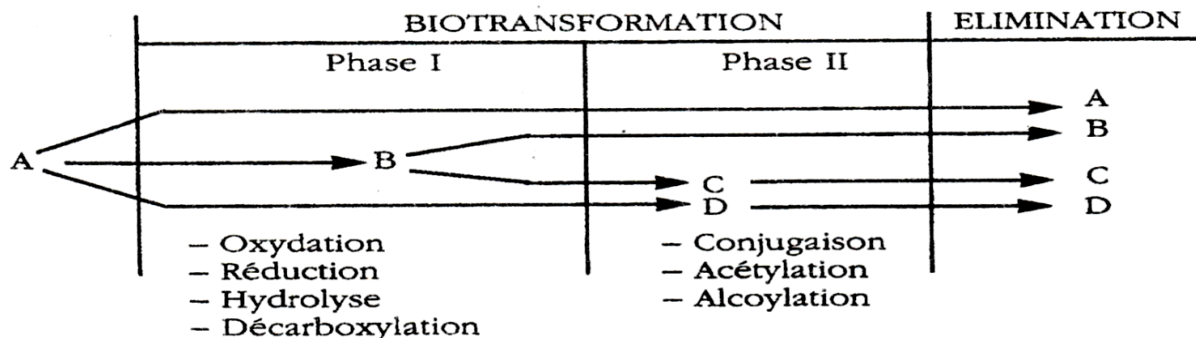 BIOTRANSFORMATION ELIMINATION
Phase I Phase II
A
B
A B
C C
D D
– Oxydation – Conjugaison
– Réduction – Acétylation
– Hydrolyse – Alcoylation
– Décarboxylation